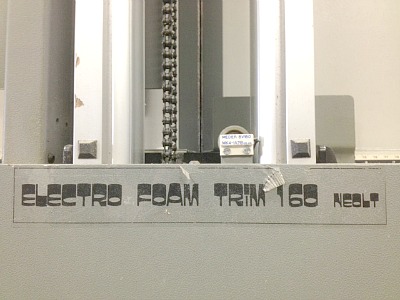 ELECTRO FOAM TRIM 160 NEOLT